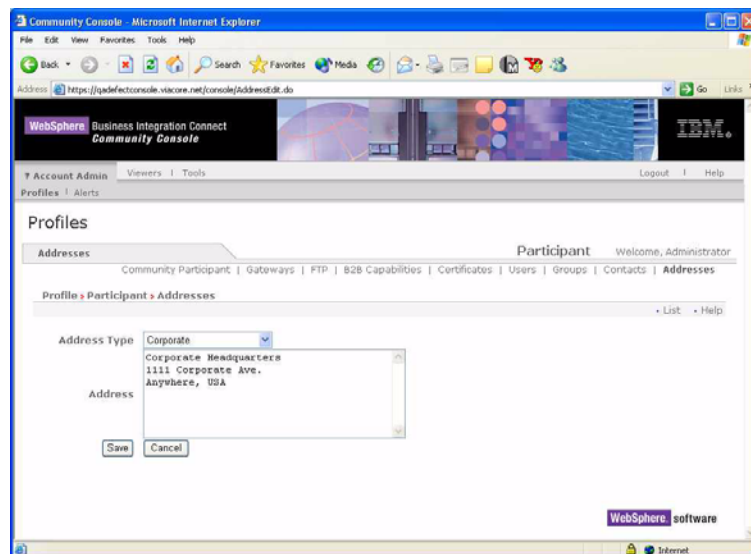 Community Console - Microsoft Internet Explorer
File Edit View Favorites Tools Help
Back Search Favorites Media
Address https://qadefectconsole.viacore.net/console/AddressEdit.do Go Links
WebSphere. Business Integration Connect
Community Console
IBM
Account Admin Viewers | Tools Logout | Help
Profiles | Alerts
Profiles
Addresses Participant Welcome, Administrator
Community Participant | Gateways | FTP | B2B Capabilities | Certificates | Users | Groups | Contacts | Addresses
Profile > Participant > Addresses
List Help
Address Type Corporate
Corporate Headquarters
1111 Corporate Ave.
Anywhere, USA
Address
Save Cancel
WebSphere. software
Internet